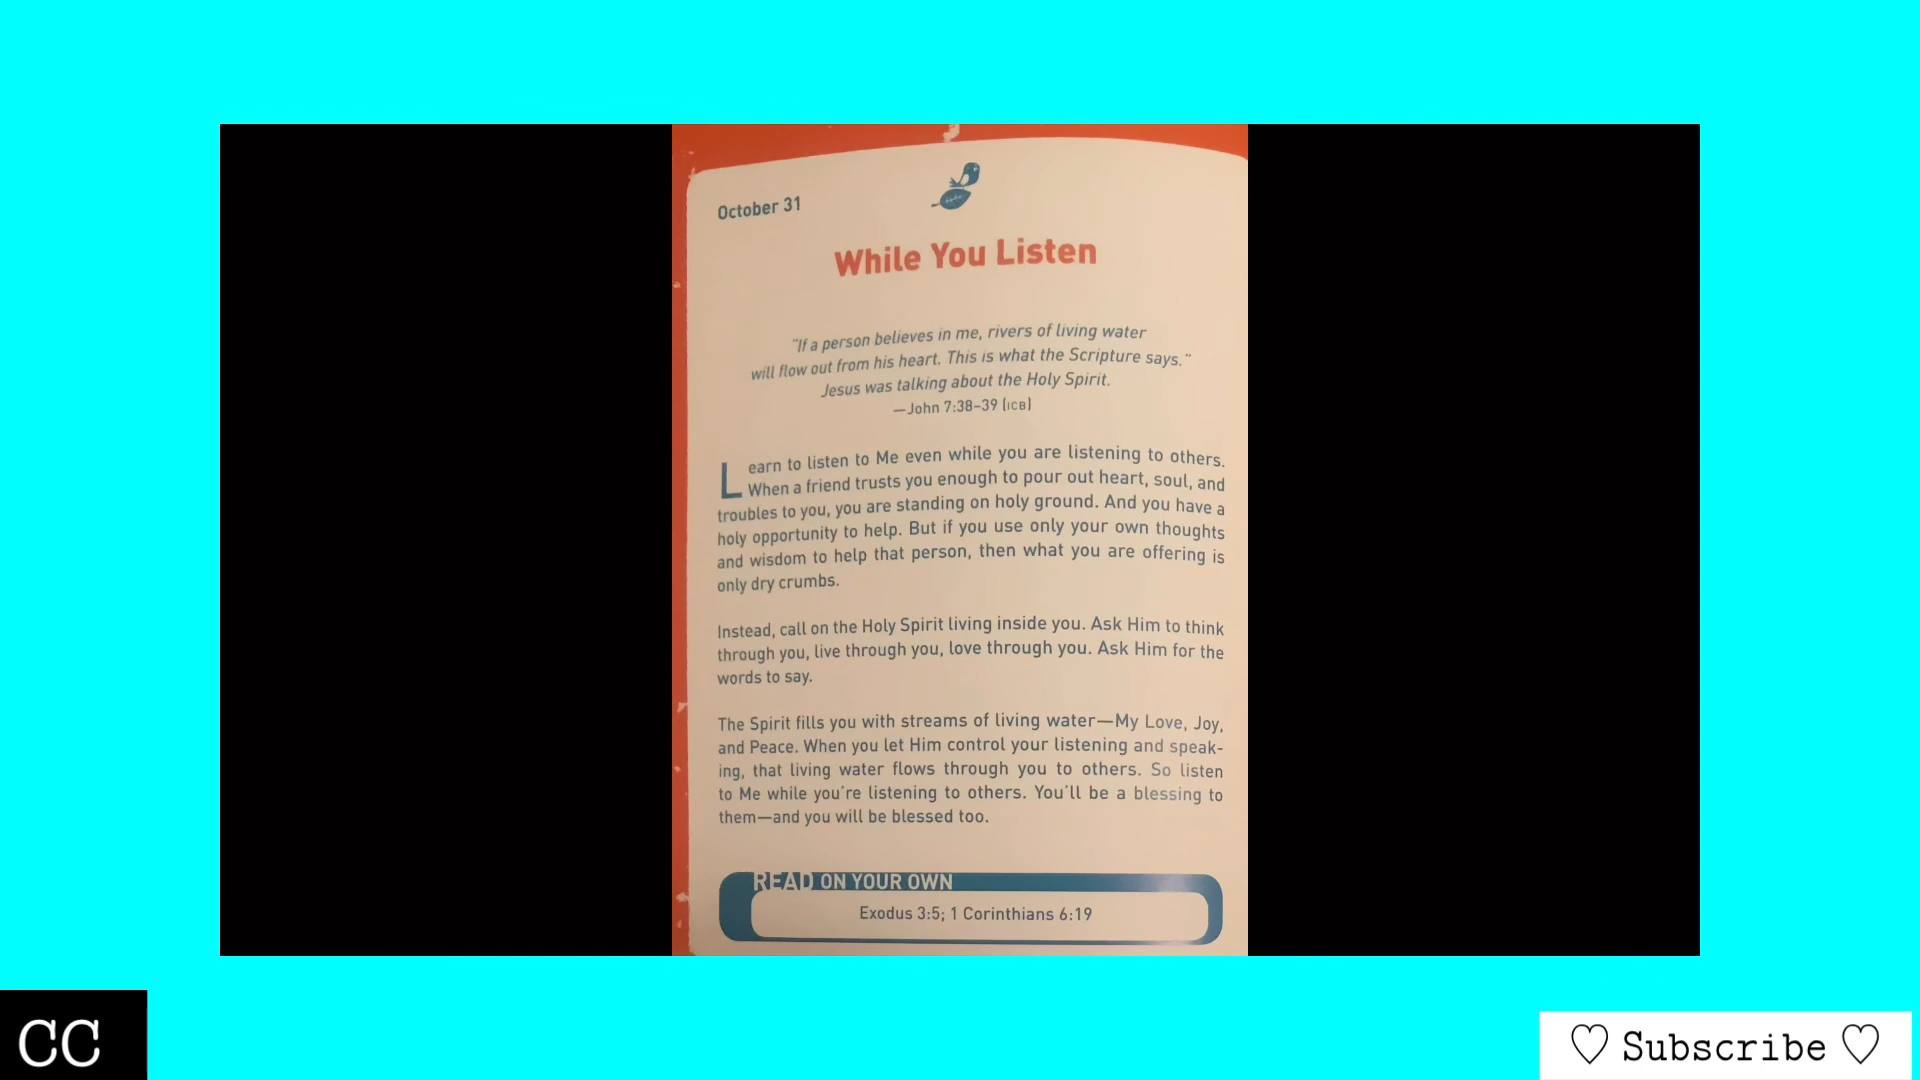 October 31
While You Listen
"If a person believes in me, rivers of living water
will flow out from his heart. This is what the Scripture says."
Jesus was talking about the Holy Spirit.
—John 7:38–39 (ICB)
Learn to listen to Me even while you are listening to others.
When a friend trusts you enough to pour out heart, soul, and
troubles to you, you are standing on holy ground. And you have a
holy opportunity to help. But if you use only your own thoughts
and wisdom to help that person, then what you are offering is
only dry crumbs.
Instead, call on the Holy Spirit living inside you. Ask Him to think
through you, live through you, love through you. Ask Him for the
words to say.
The Spirit fills you with streams of living water—My Love, Joy,
and Peace. When you let Him control your listening and speak-
ing, that living water flows through you to others. So listen
to Me while you're listening to others. You'll be a blessing to
them—and you will be blessed too.
READ ON YOUR OWN
Exodus 3:5; 1 Corinthians 6:19
CC
♡ Subscribe ♡